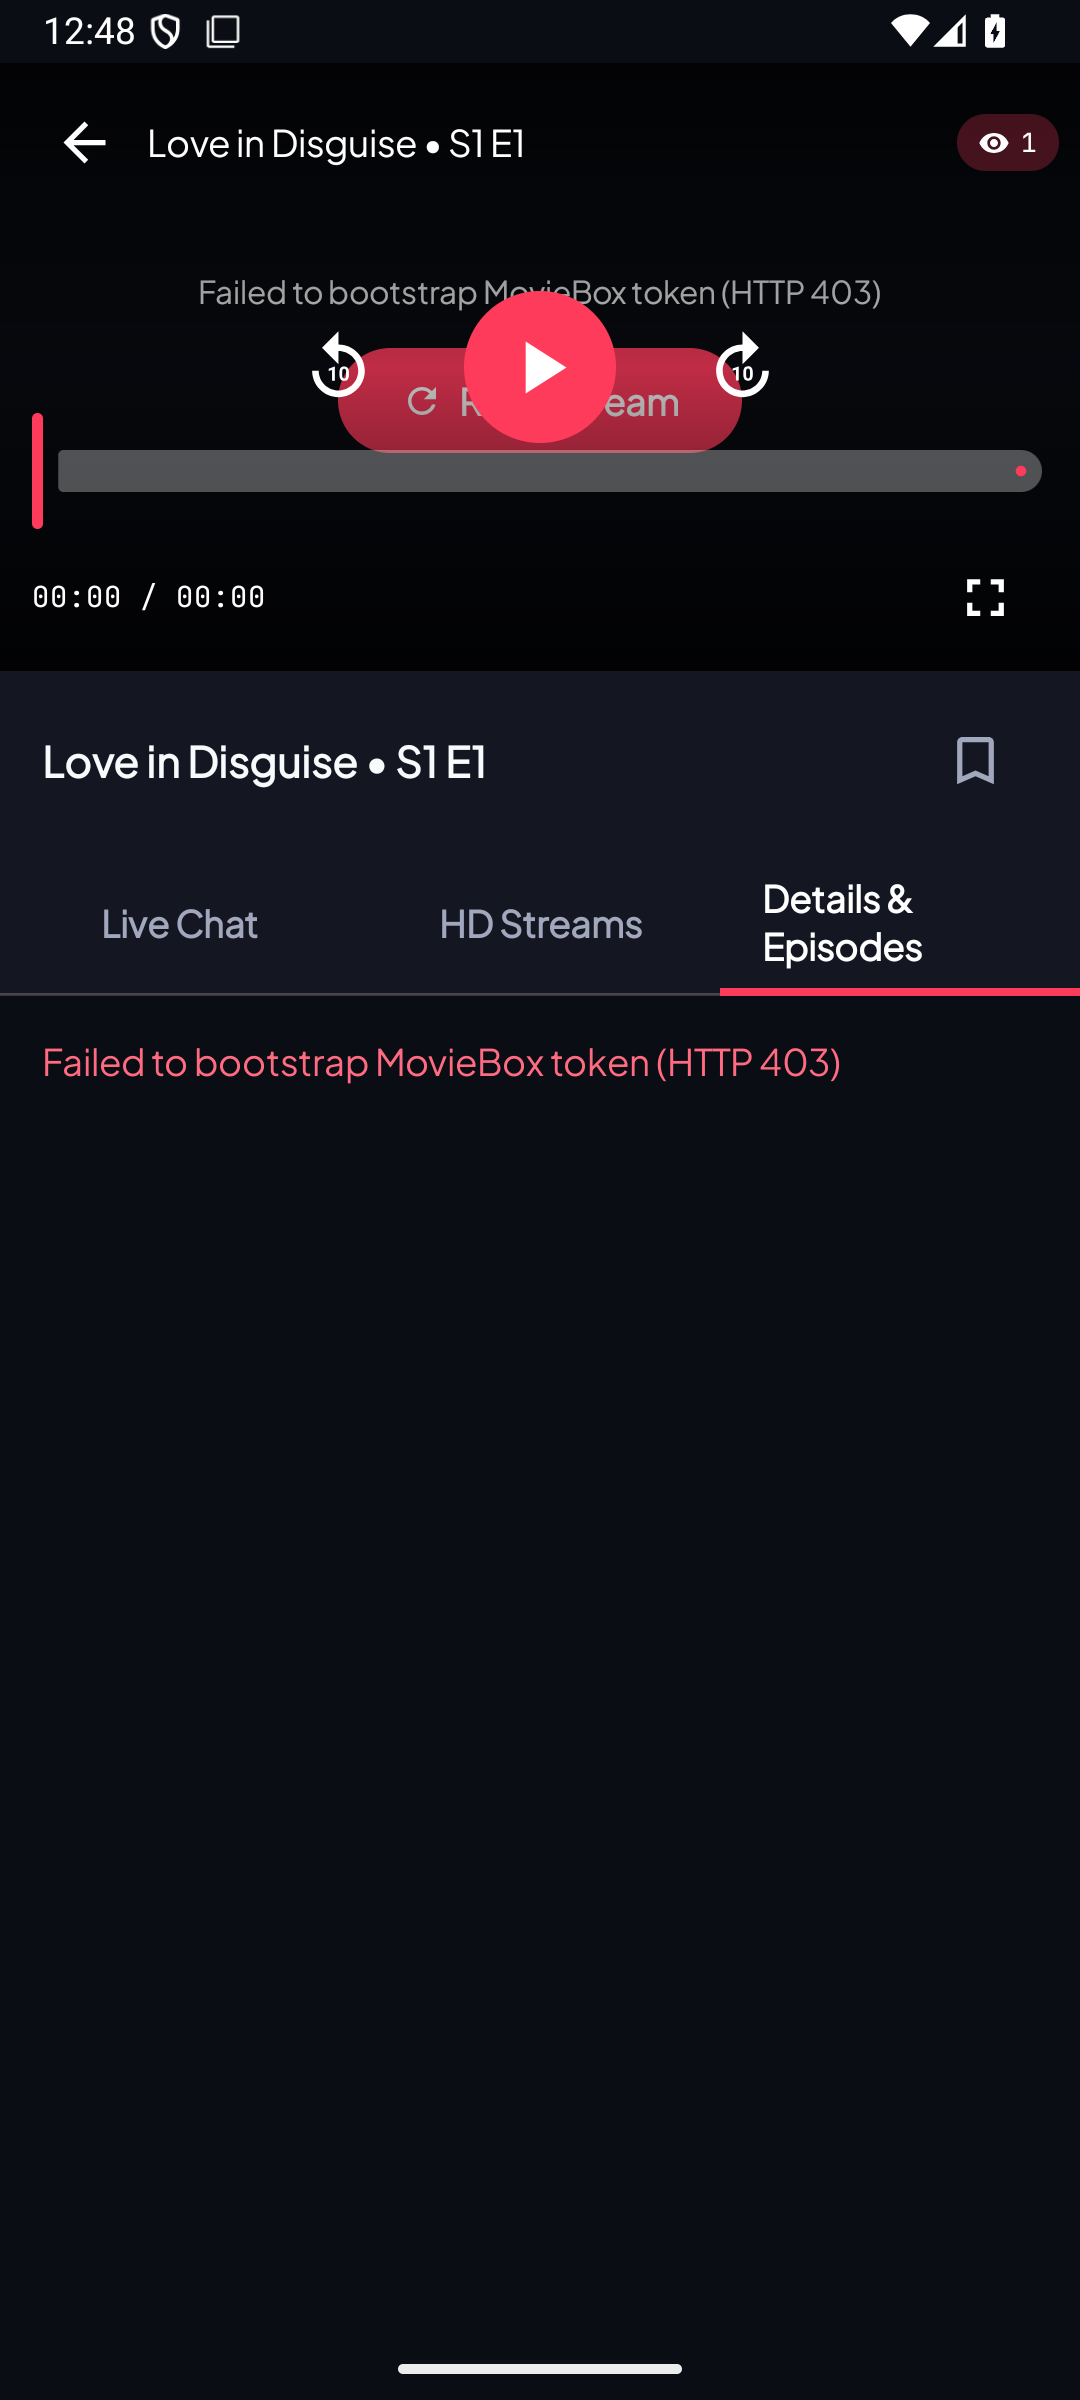 12:48
Love in Disguise • S1 E1
1
Failed to bootstrap MovieBox token (HTTP 403)
10
10
00:00 / 00:00
Love in Disguise • S1 E1
Live Chat
HD Streams
Details &
Episodes
Failed to bootstrap MovieBox token (HTTP 403)